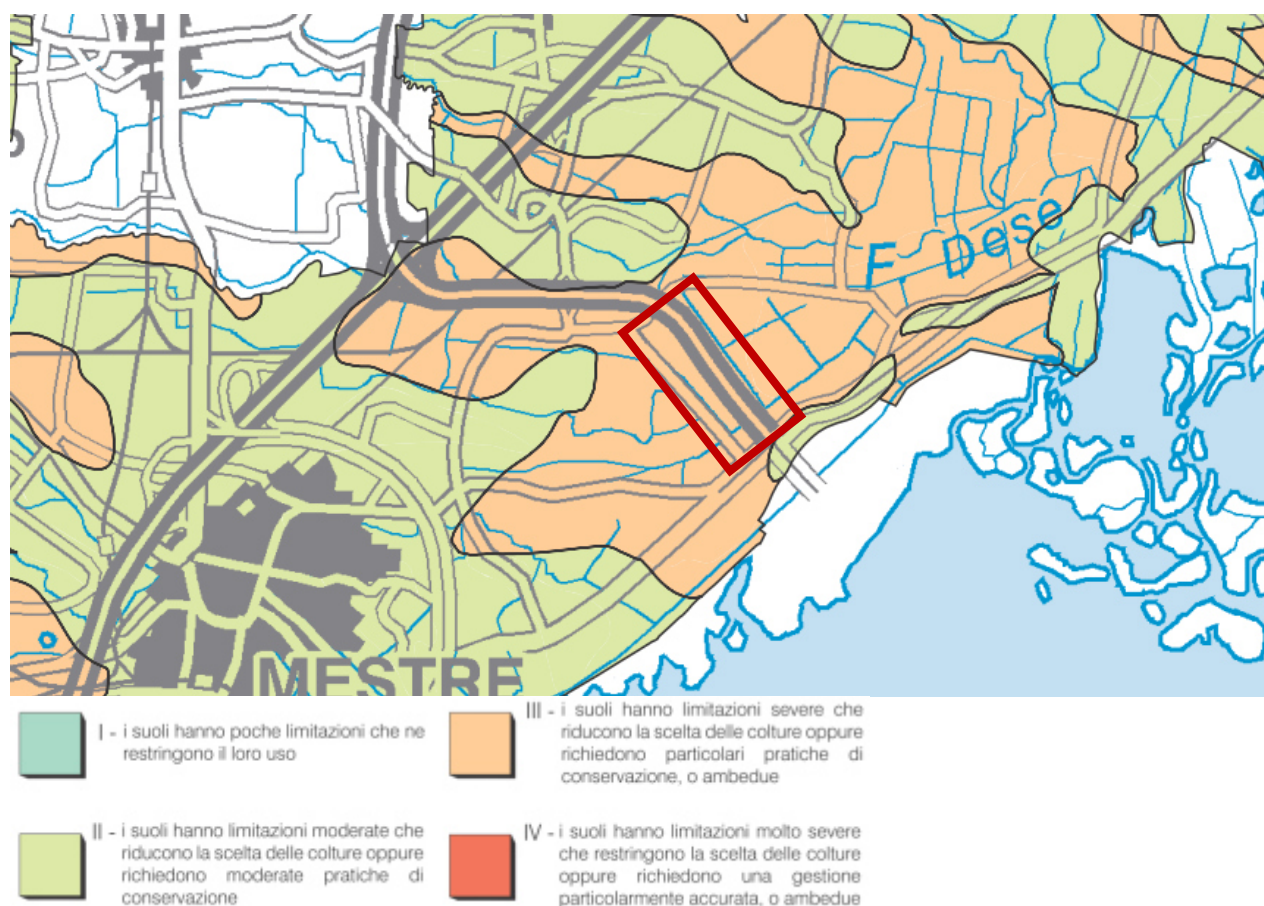 F Dese
MESTRE
I - i suoli hanno poche limitazioni che ne
restringono il loro uso
II - i suoli hanno limitazioni moderate che
riducono la scelta delle colture oppure
richiedono moderate pratiche di
conservazione
III - i suoli hanno limitazioni severe che
riducono la scelta delle colture oppure
richiedono particolari pratiche di
conservazione, o ambedue
IV - i suoli hanno limitazioni molto severe
che restringono la scelta delle colture
oppure richiedono una gestione
particolarmente accurata, o ambedue